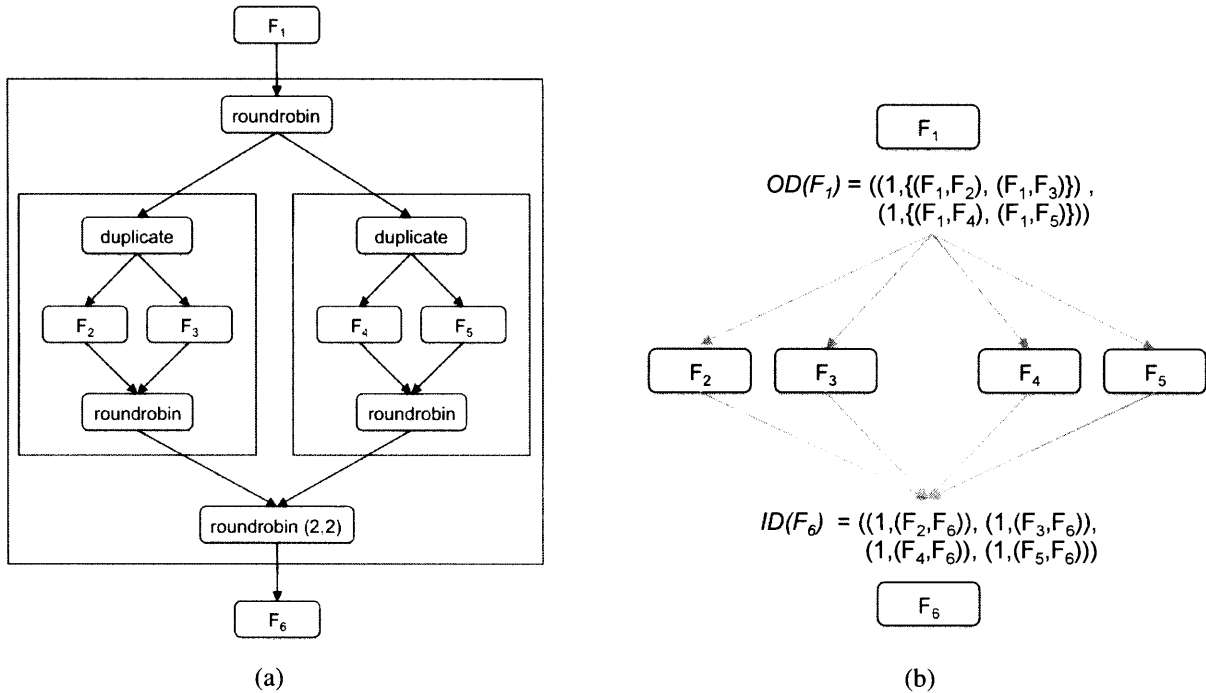 F1
roundrobin
duplicate
duplicate
F2
F3
F4
F5
roundrobin
roundrobin
roundrobin (2,2)
F6
(a)
F1
OD(F1) = ((1,{(F1,F2), (F1,F3)}) ,
(1,{(F1,F4), (F1,F5)}))
F2
F3
F4
F5
ID(F6) = ((1,(F2,F6)), (1,(F3,F6)),
(1,(F4,F6)), (1,(F5,F6)))
F6
(b)